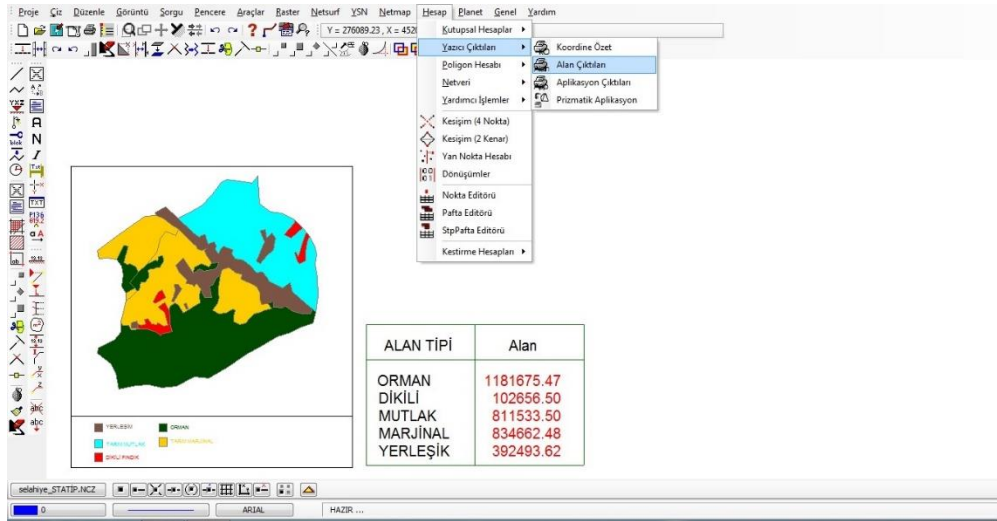 Proje Çiz Düzenle Görüntü Sorgu Pencere Araçlar Raster Netsurf YSN Netmap Hesap Planet Genel Yardım
Y = 276089.23 , X = 452
Kutupsal Hesaplar
Yazıcı Çıktıları
Poligon Hesabı
Netveri
Yardımcı İşlemler
Kesişim (4 Nokta)
Kesişim (2 Kenar)
Yan Nokta Hesabı
Dönüşümler
Nokta Editörü
Pafta Editörü
StpPafta Editörü
Kestirme Hesapları
Koordine Özet
Alan Çıktıları
Aplikasyon Çıktıları
Prizmatik Aplikasyon
ALAN TİPİ Alan
ORMAN 1181675.47
DİKİLİ 102656.50
MUTLAK 811533.50
MARJİNAL 834662.48
YERLEŞİK 392493.62
ORMAN
selahiye_STATİP.NCZ
0 ARIAL HAZIR ...